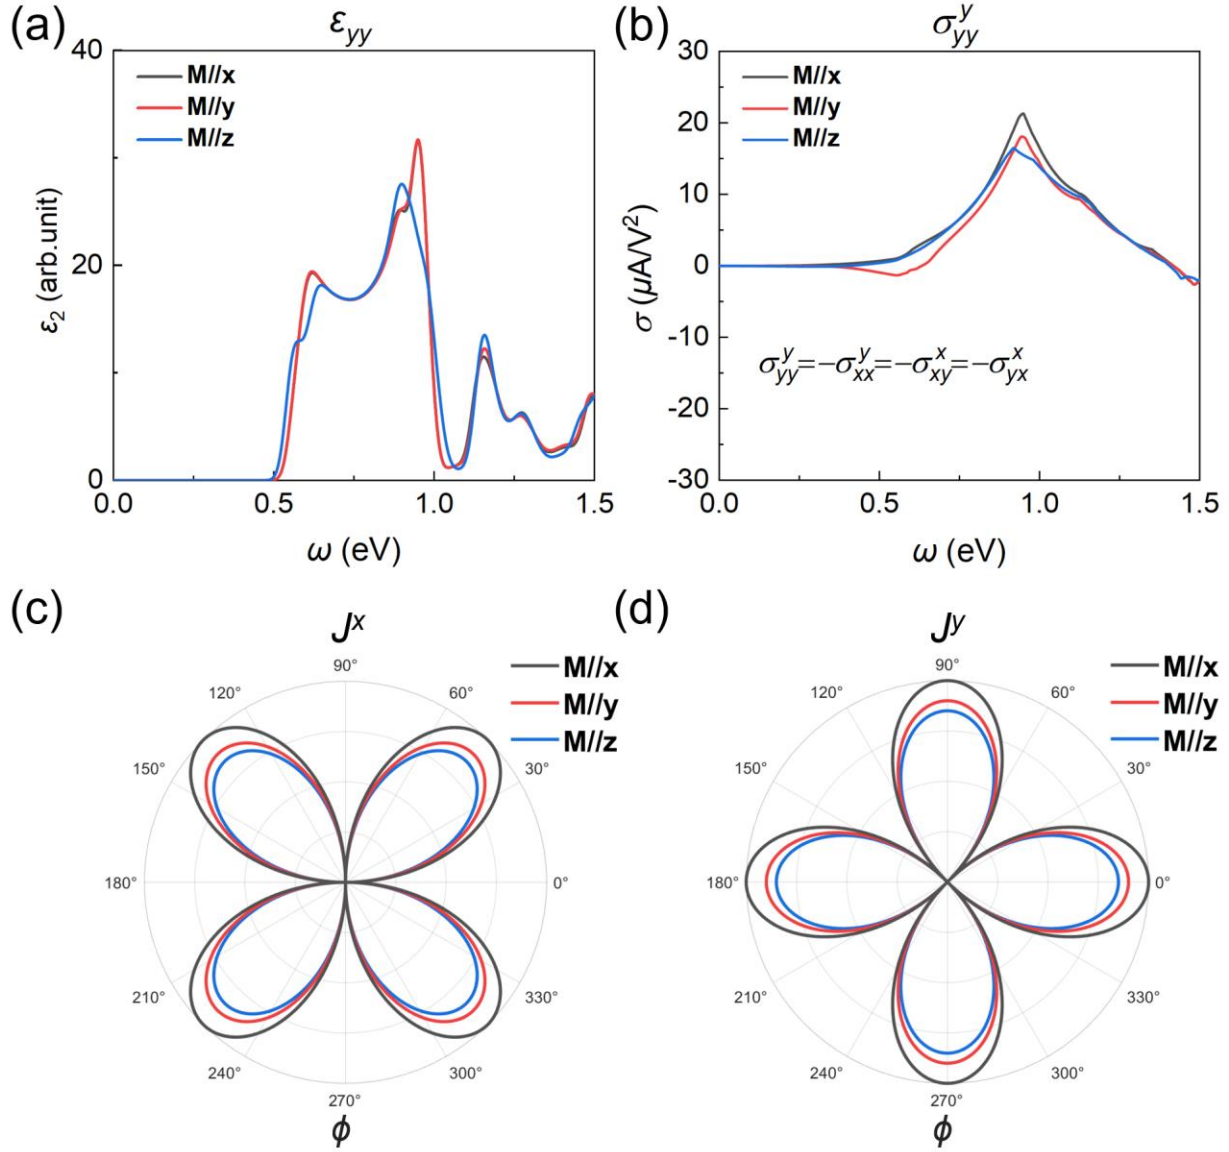 (a) ε_yy
40
20
0
ε₂ (arb.unit)
M//x
M//y
M//z
0.0 0.5 1.0 1.5
ω (eV)
(b) σ^y_yy
30
20
10
0
-10
-20
-30
σ (μA/V²)
M//x
M//y
M//z
σ^y_yy=−σ^y_xx=−σ^x_xy=−σ^x_yx
0.0 0.5 1.0 1.5
ω (eV)
(c) J^x
M//x
M//y
M//z
90°
120° 60°
150° 30°
180° 0°
210° 330°
240° 300°
270°
ϕ
(d) J^y
M//x
M//y
M//z
90°
120° 60°
150° 30°
180° 0°
210° 330°
240° 300°
270°
ϕ